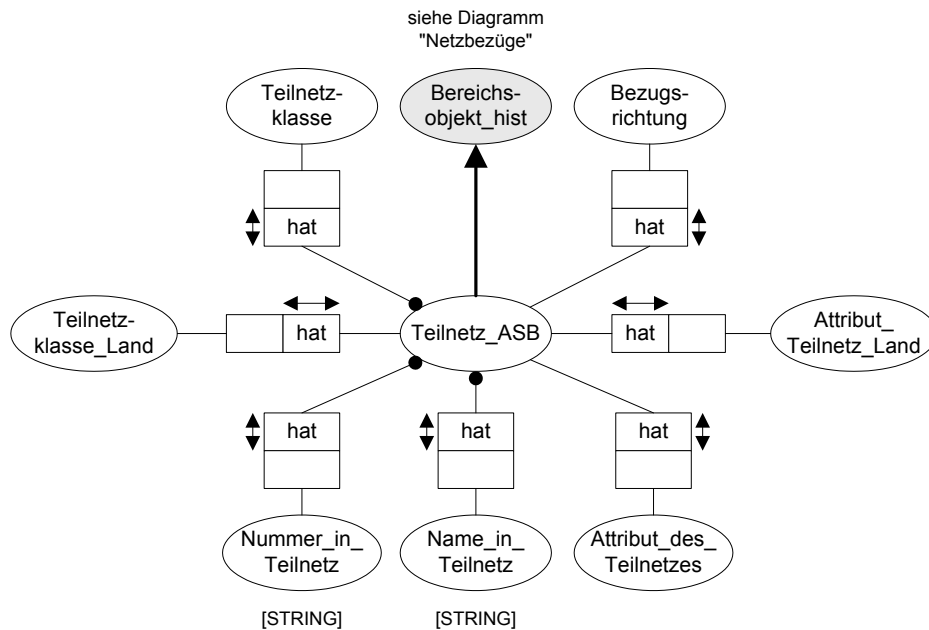 siehe Diagramm
"Netzbezüge"
Teilnetz-
klasse
Bereichs-
objekt_hist
Bezugs-
richtung
hat
hat
Teilnetz-
klasse_Land
hat
Teilnetz_ASB
hat
Attribut_
Teilnetz_Land
hat
hat
hat
Nummer_in_
Teilnetz
Name_in_
Teilnetz
Attribut_des_
Teilnetzes
[STRING]
[STRING]